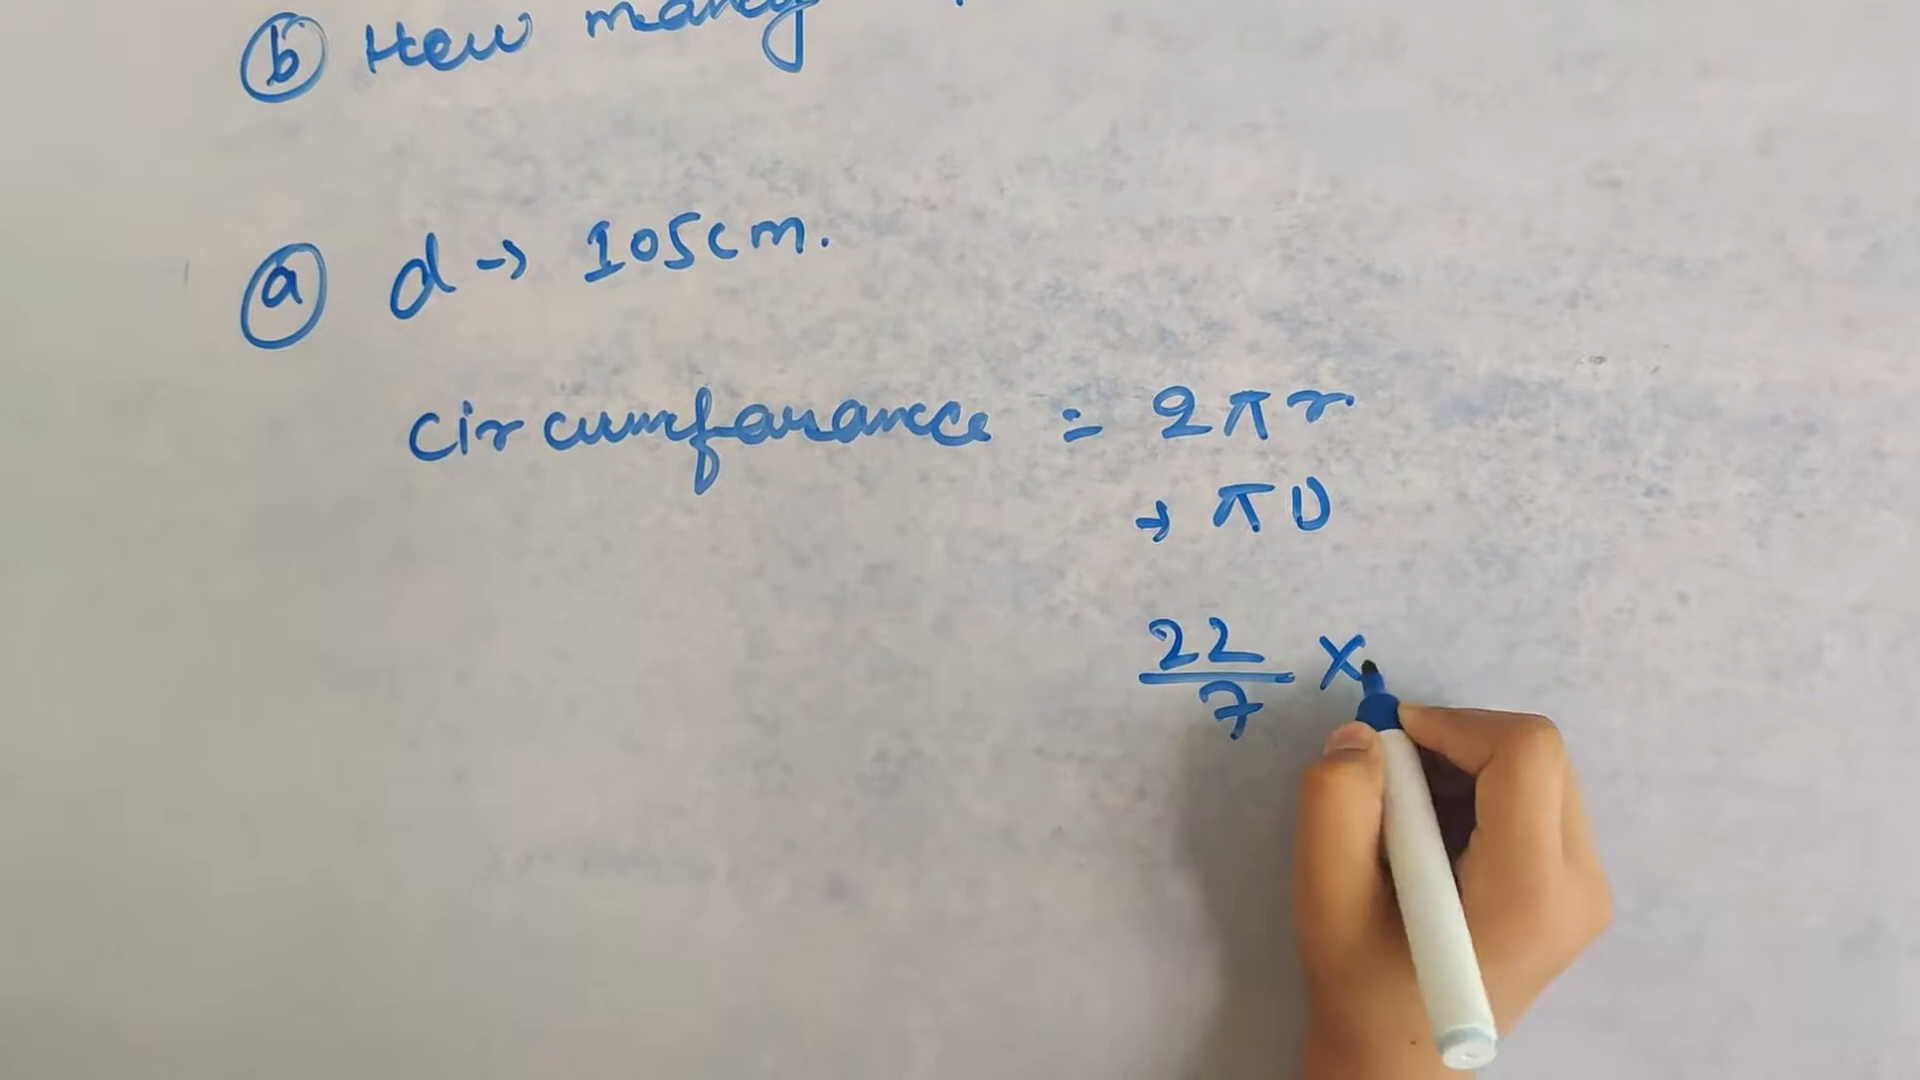 ⓑ How many
ⓐ d → 105cm.
circumfarance = 2πr
→ πD
22/7 ×